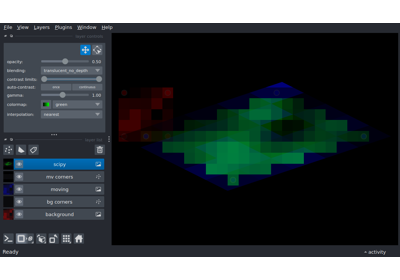 File View Layers Plugins Window Help
opacity: 0.50
blending: translucent_no_depth
contrast limits:
auto-contrast: once continuous
gamma: 1.00
colormap: green
interpolation: nearest
scipy
mv corners
moving
bg corners
background
Ready activity